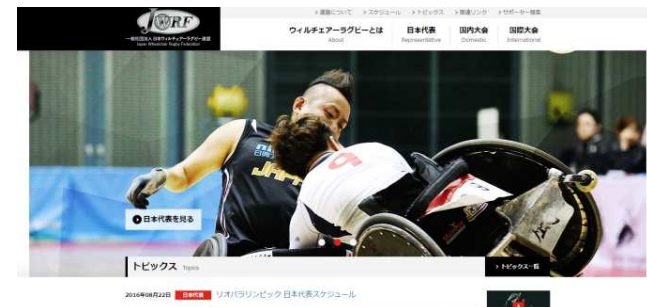 連盟について スケジュール トピックス 関連リンク サポーター募集
JWRF
一般社団法人 日本ウィルチェアーラグビー連盟
Japan Wheelchair Rugby Federation
ウィルチェアーラグビーとは 日本代表 国内大会 国際大会
About Representative Domestic International
JAPAN
9
日本代表を見る
トピックス Topics
トピックス一覧
2016年08月22日 日本代表 リオパラリンピック 日本代表スケジュール